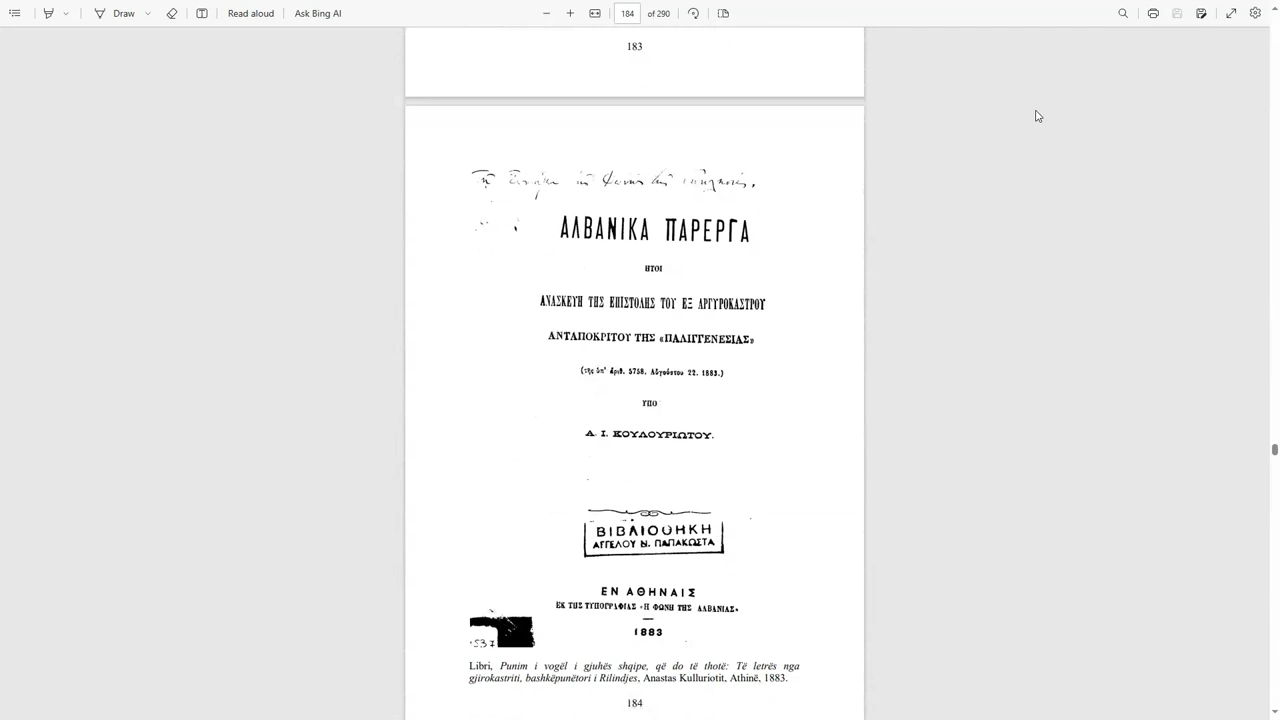 Draw
Read aloud
Ask Bing AI
184 of 290
183
ΑΛΒΑΝΙΚΑ ΠΑΡΕΡΓΑ
ΗΤΟΙ
ΑΝΑΣΚΕΥΗ ΤΗΣ ΕΠΙΣΤΟΛΗΣ ΤΟΥ ΕΞ ΑΡΓΥΡΟΚΑΣΤΡΟΥ
ΑΝΤΑΠΟΚΡΙΤΟΥ ΤΗΣ «ΠΑΛΙΓΓΕΝΕΣΙΑΣ»
(τῆς ὑπ' ἀριθ. 5758. Αὐγούστου 22. 1883.)
ΥΠΟ
Α. Ι. ΚΟΥΛΟΥΡΙΩΤΟΥ.
ΒΙΒΛΙΟΘΗΚΗ
ΑΓΓΕΛΟΥ Ν. ΠΑΠΑΚΩΣΤΑ
ΕΝ ΑΘΗΝΑΙΣ
ΕΚ ΤΗΣ ΤΥΠΟΓΡΑΦΙΑΣ «Η ΦΩΝΗ ΤΗΣ ΑΛΒΑΝΙΑΣ»
1883
537
Libri, Punim i vogël i gjuhës shqipe, që do të thotë: Të letrës nga
gjirokastriti, bashkëpunëtori i Rilindjes, Anastas Kulluriotit, Athinë, 1883.
184